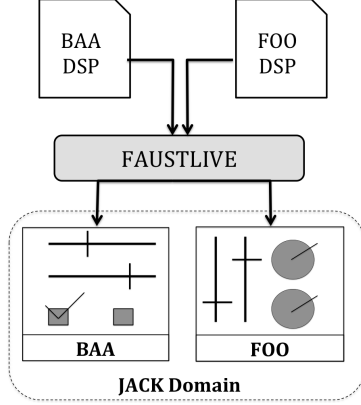 BAA
DSP
FOO
DSP
FAUSTLIVE
BAA
FOO
JACK Domain